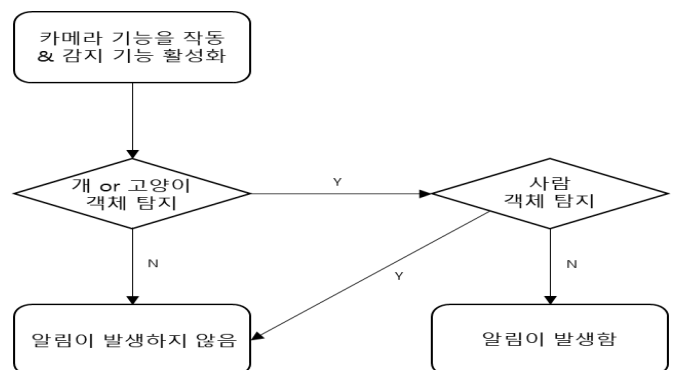 카메라 기능을 작동
& 감지 기능 활성화
개 or 고양이
객체 탐지
Y
사람
객체 탐지
N
Y
N
알림이 발생하지 않음
알림이 발생함